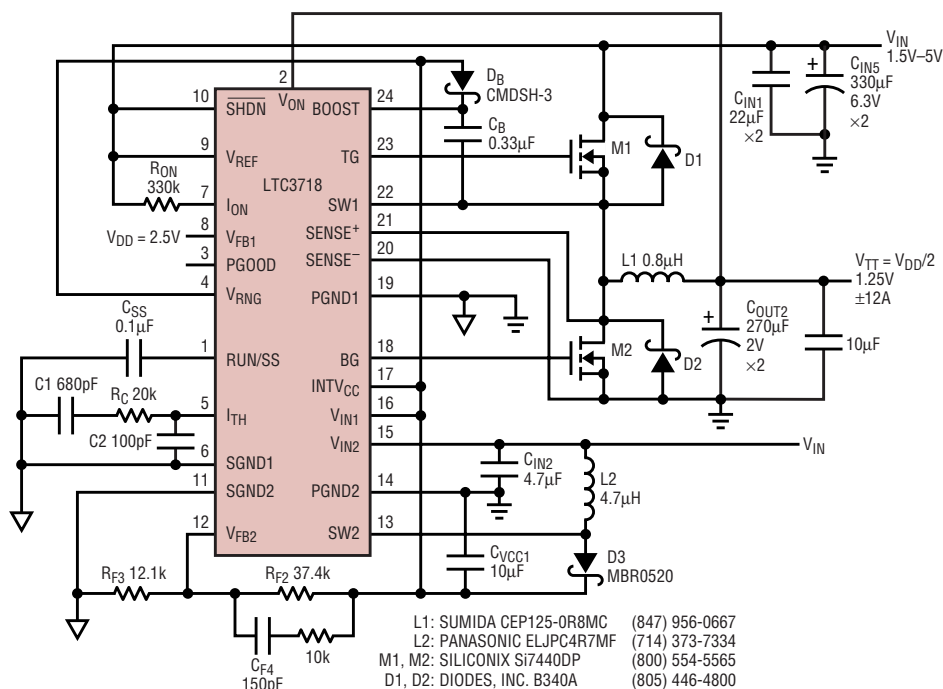 VIN
1.5V–5V
CIN1
22µF
×2
+
CIN5
330µF
6.3V
×2
DB
CMDSH-3
CB
0.33µF
M1
D1
2
VON
LTC3718
10
SHDN
BOOST
24
9
VREF
TG
23
RON
330k
7
ION
SW1
22
VDD = 2.5V
8
VFB1
SENSE+
21
3
PGOOD
SENSE–
20
4
VRNG
PGND1
19
CSS
0.1µF
1
RUN/SS
BG
18
INTVCC
17
C1 680pF
RC 20k
5
ITH
VIN1
16
C2 100pF
VIN2
15
6
SGND1
11
SGND2
PGND2
14
12
VFB2
SW2
13
L1 0.8µH
VTT = VDD/2
1.25V
±12A
+
COUT2
270µF
2V
×2
10µF
M2
D2
VIN
CIN2
4.7µF
L2
4.7µH
CVCC1
10µF
D3
MBR0520
RF3 12.1k
RF2 37.4k
CF4
150pF
10k
L1: SUMIDA CEP125-0R8MC (847) 956-0667
L2: PANASONIC ELJPC4R7MF (714) 373-7334
M1, M2: SILICONIX Si7440DP (800) 554-5565
D1, D2: DIODES, INC. B340A (805) 446-4800